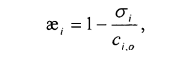 æ_i = 1 - σ_i / c_{i,o} ,